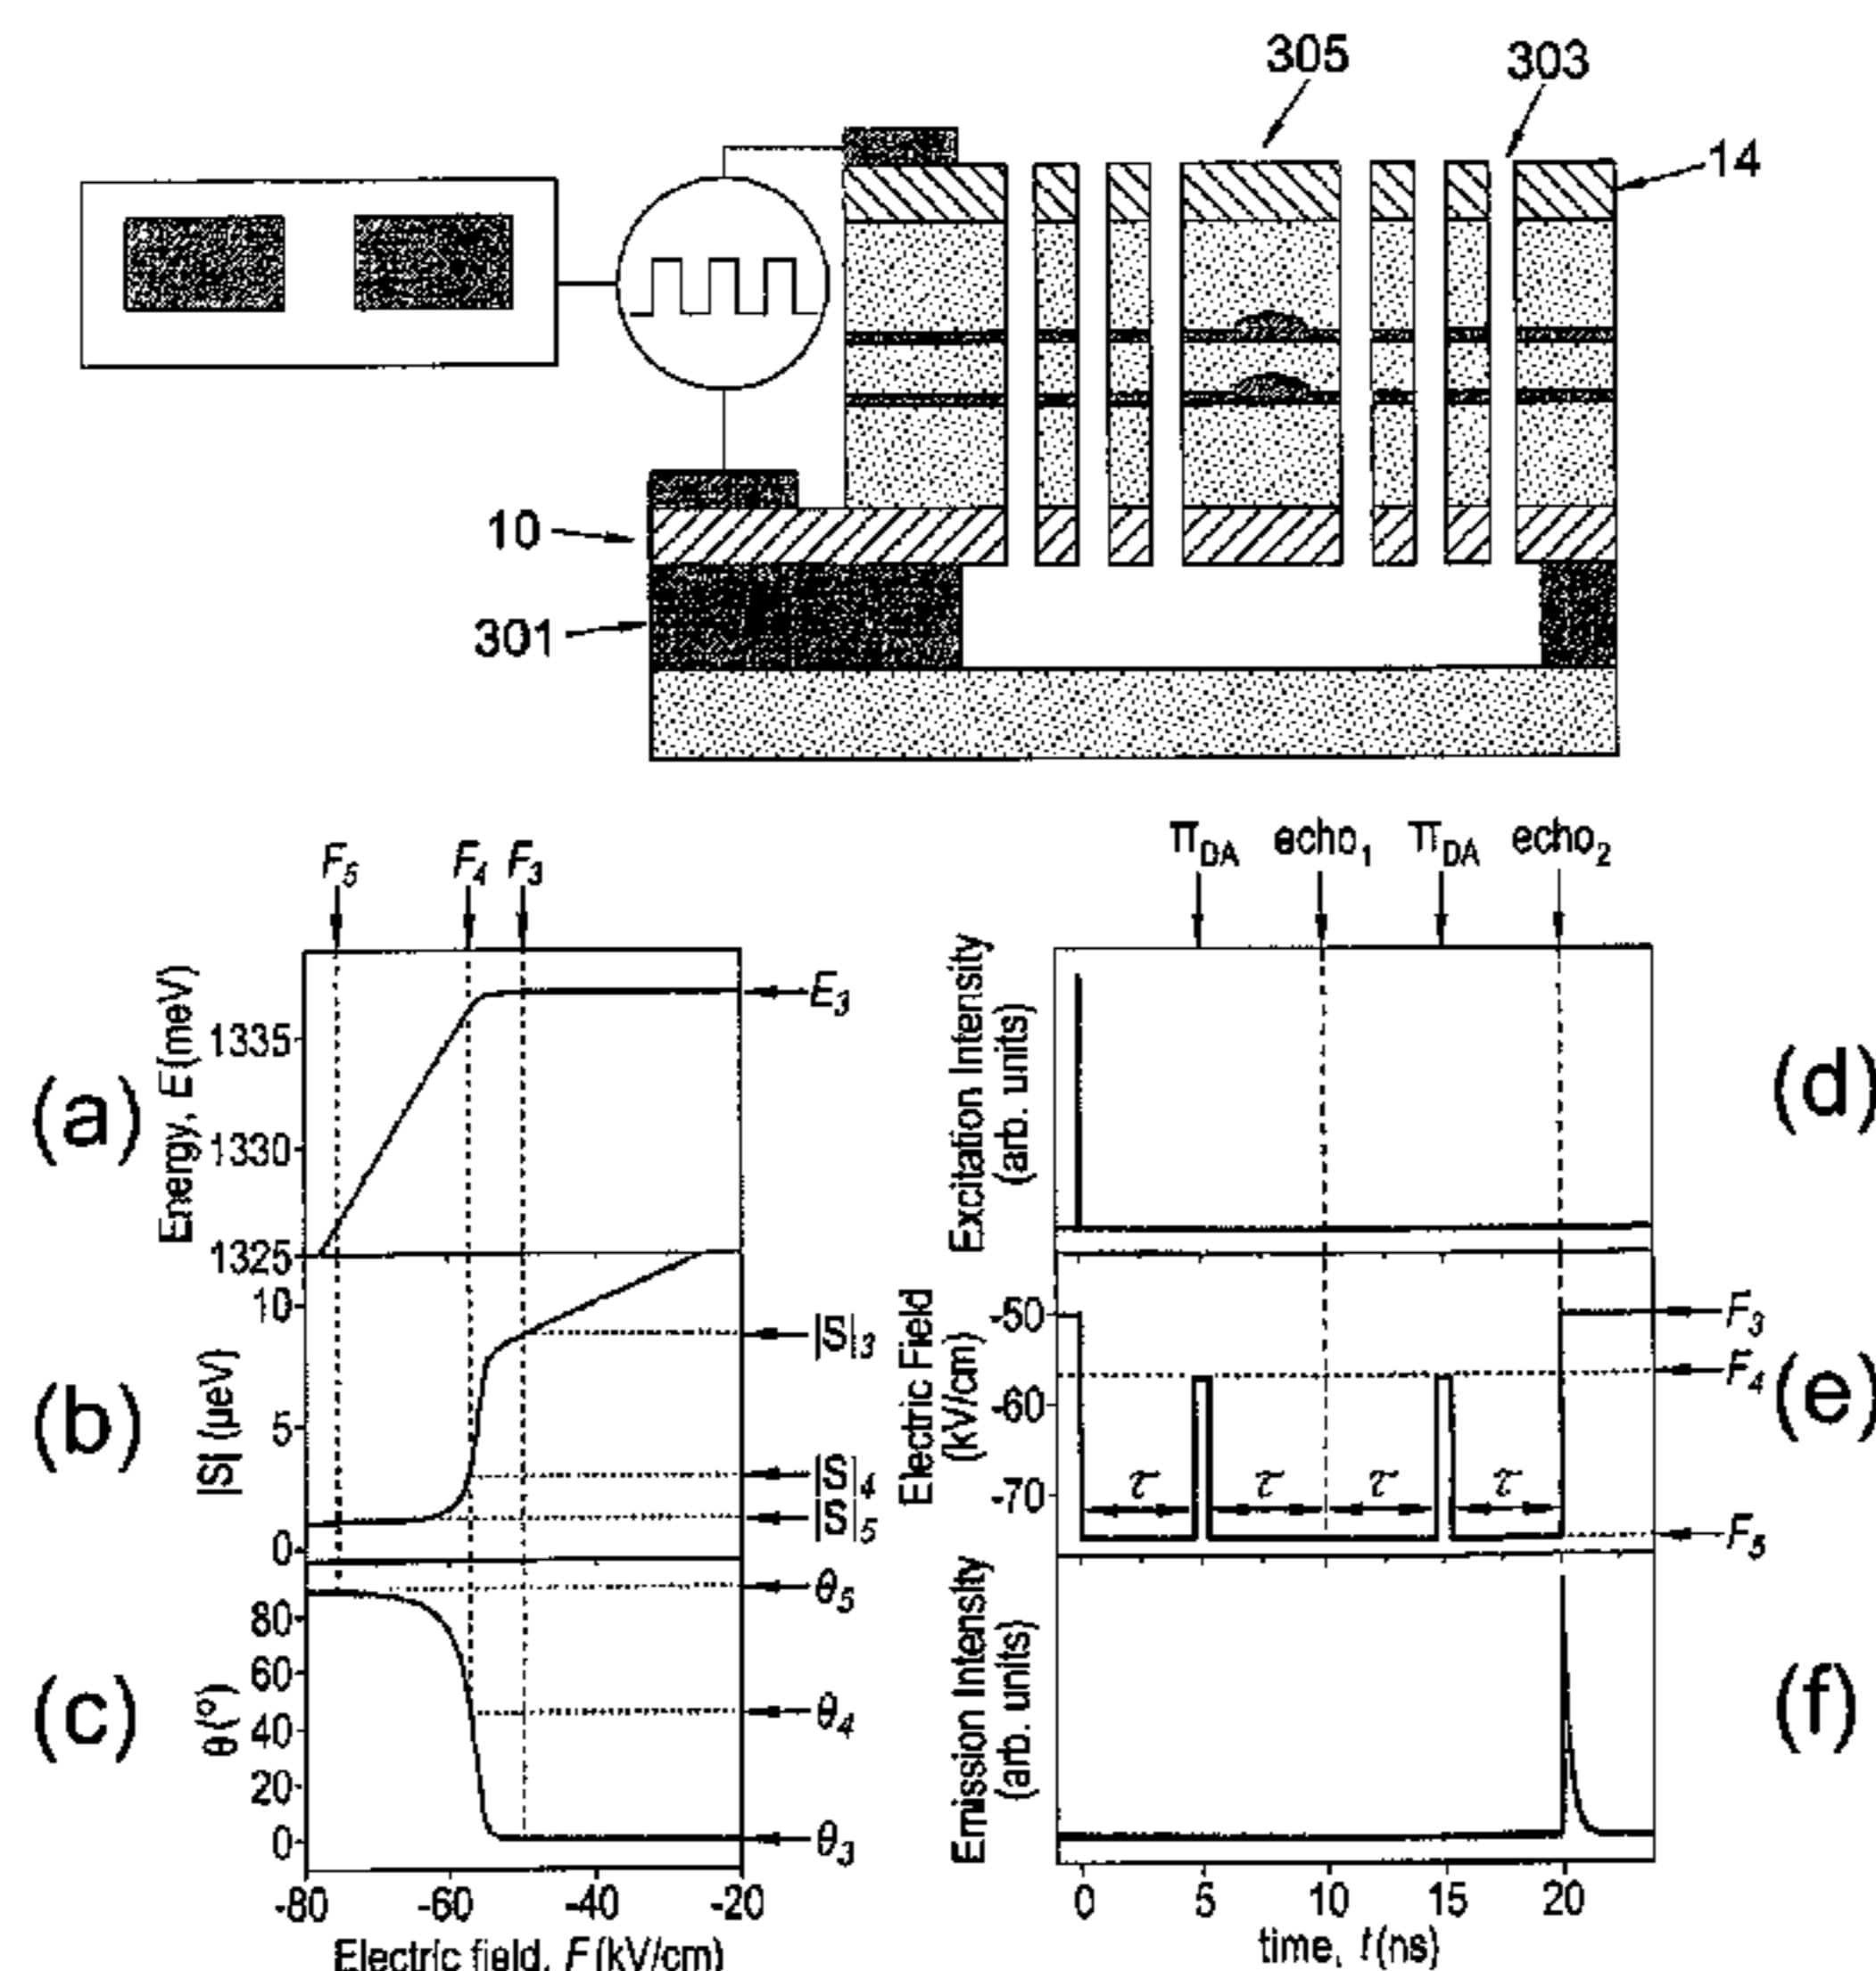 305
303
14
10
301
F₅ F₄ F₃
π_DA echo₁ π_DA echo₂
(a)
Energy, E (meV)
1335
1330
1325
E₃
(b)
|S| (μeV)
10
5
0
|S|₃
|S|₄
|S|₅
(c)
θ (°)
80
60
40
20
0
θ₅
θ₄
θ₃
-80 -60 -40 -20
Electric field, F (kV/cm)
(d)
Excitation Intensity
(arb. units)
(e)
Electric Field
(kV/cm)
-50
-60
-70
τ τ τ τ
F₃
F₄
F₅
(f)
Emission Intensity
(arb. units)
0 5 10 15 20
time, t (ns)